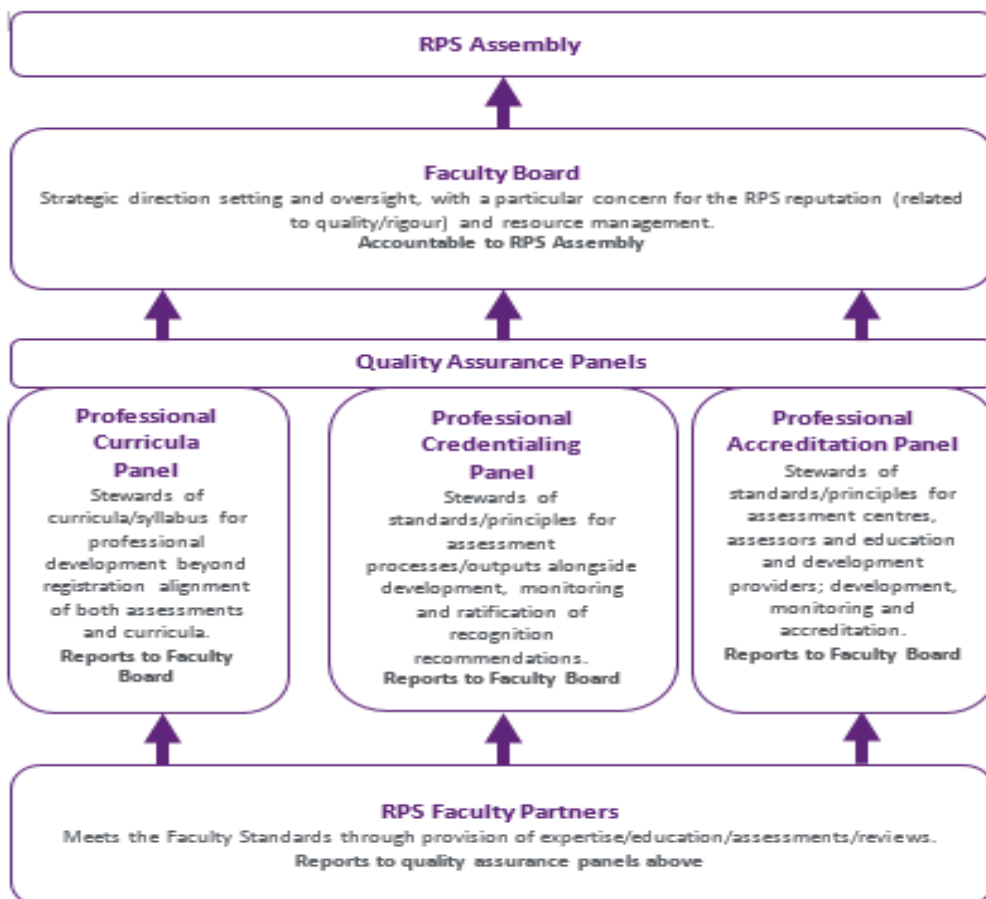 RPS Assembly
Faculty Board
Strategic direction setting and oversight, with a particular concern for the RPS reputation (related
to quality/rigour) and resource management.
Accountable to RPS Assembly
Quality Assurance Panels
Professional
Curricula
Panel
Stewards of
curricula/syllabus for
professional
development beyond
registration alignment
of both assessments
and curricula.
Reports to Faculty
Board
Professional
Credentialing
Panel
Stewards of
standards/principles for
assessment
processes/outputs alongside
development, monitoring
and ratification of
recognition
recommendations.
Reports to Faculty Board
Professional
Accreditation Panel
Stewards of
standards/principles for
assessment centres,
assessors and education
and development
providers; development,
monitoring and
accreditation.
Reports to Faculty Board
RPS Faculty Partners
Meets the Faculty Standards through provision of expertise/education/assessments/reviews.
Reports to quality assurance panels above